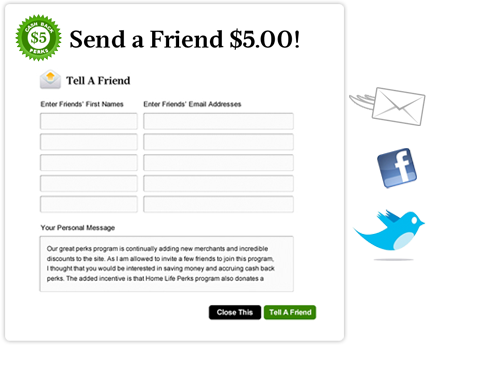 CASH BACK
$5
PERKS
Send a Friend $5.00!
Tell A Friend
Enter Friends' First Names
Enter Friends' Email Addresses
Your Personal Message
Our great perks program is continually adding new merchants and incredible
discounts to the site. As I am allowed to invite a few friends to join this program,
I thought that you would be interested in saving money and accruing cash back
perks. The added incentive is that Home Life Perks program also donates a
Close This
Tell A Friend
f